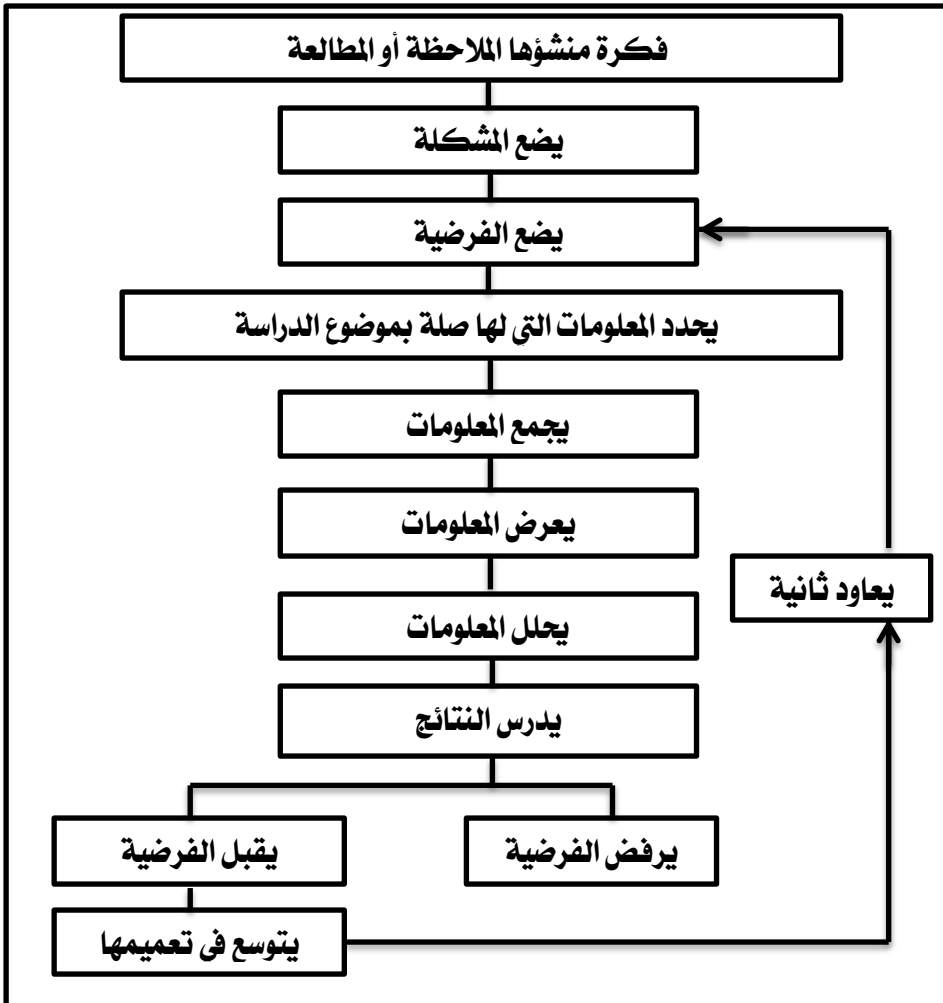 فكرة منشؤها الملاحظة أو المطالعة
يضع المشكلة
يضع الفرضية
يحدد المعلومات التي لها صلة بموضوع الدراسة
يجمع المعلومات
يعرض المعلومات
يعاود ثانية
يحلل المعلومات
يدرس النتائج
يرفض الفرضية
يقبل الفرضية
يتوسع فى تعميمها